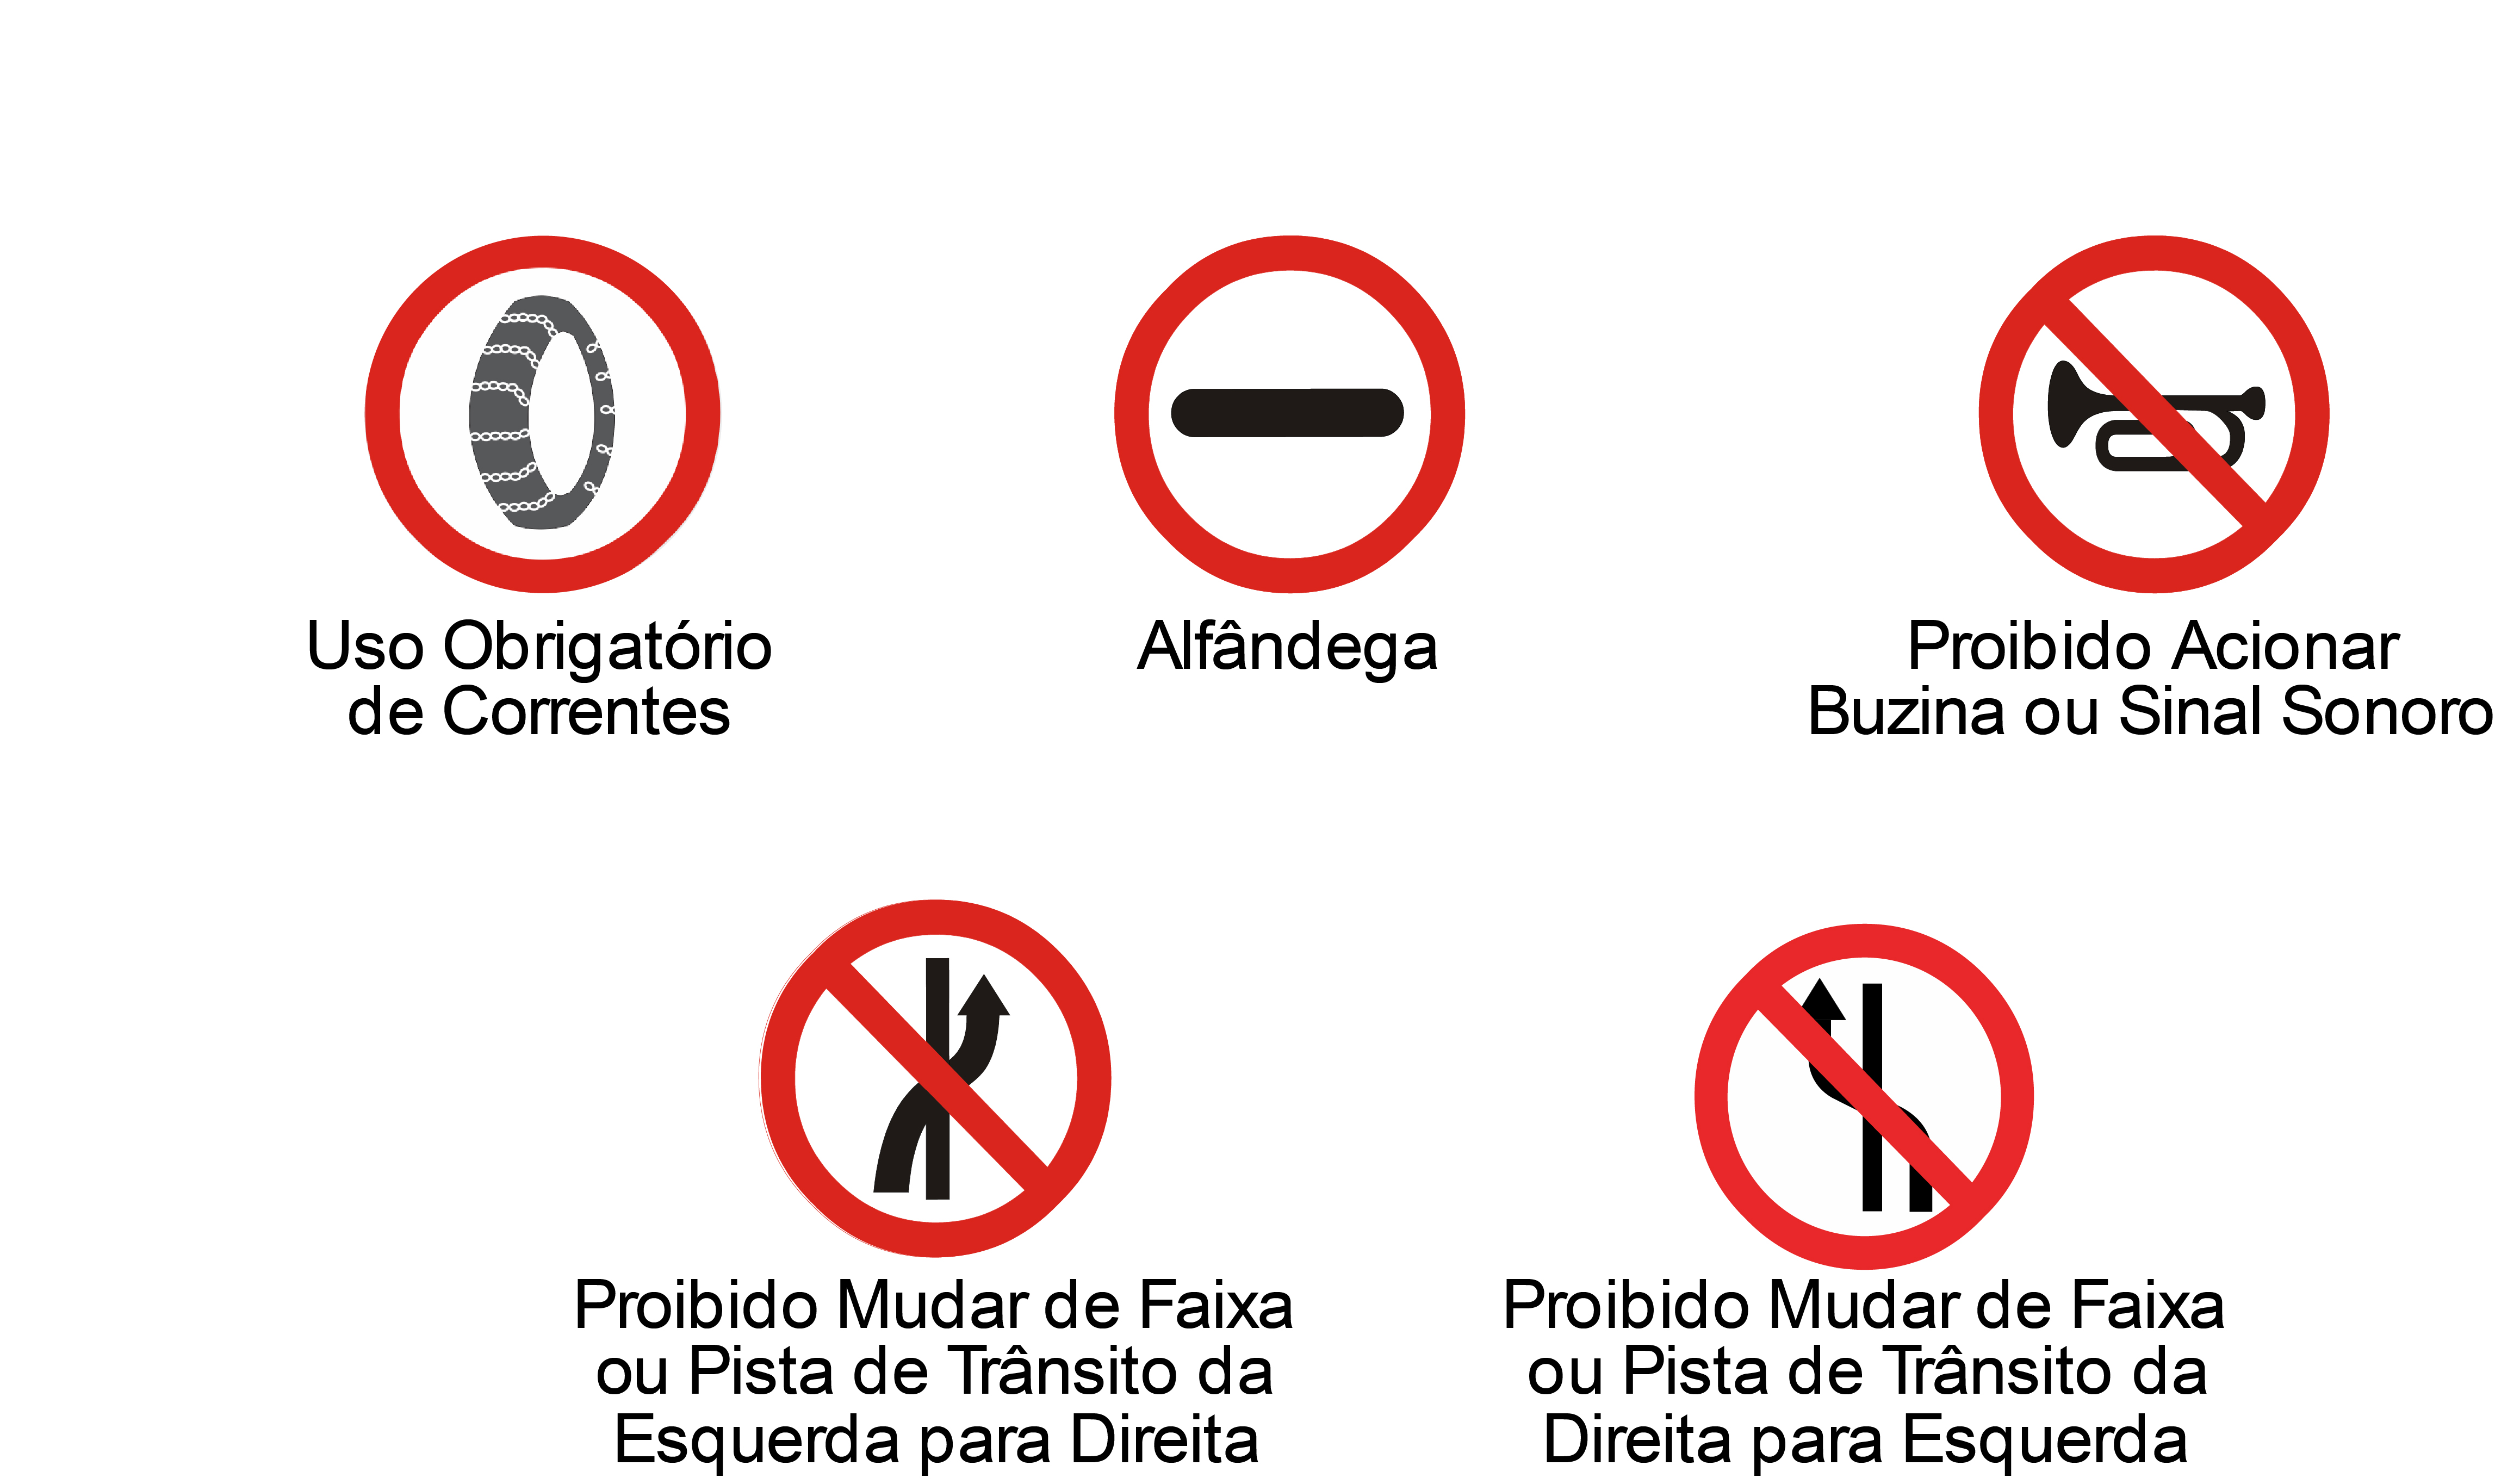 Uso Obrigatório
de Correntes
Alfândega
Proibido Acionar
Buzina ou Sinal Sonoro
Proibido Mudar de Faixa
ou Pista de Trânsito da
Esquerda para Direita
Proibido Mudar de Faixa
ou Pista de Trânsito da
Direita para Esquerda